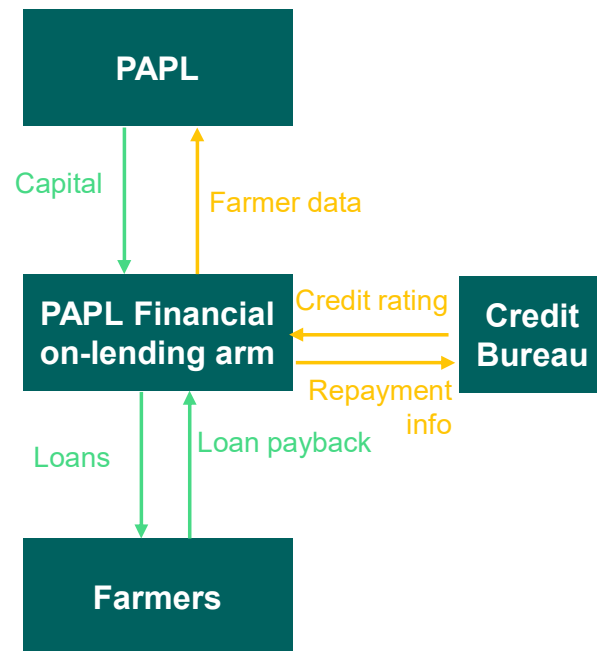 PAPL
Capital
Farmer data
PAPL Financial
on-lending arm
Credit rating
Credit
Bureau
Repayment
info
Loans
Loan payback
Farmers